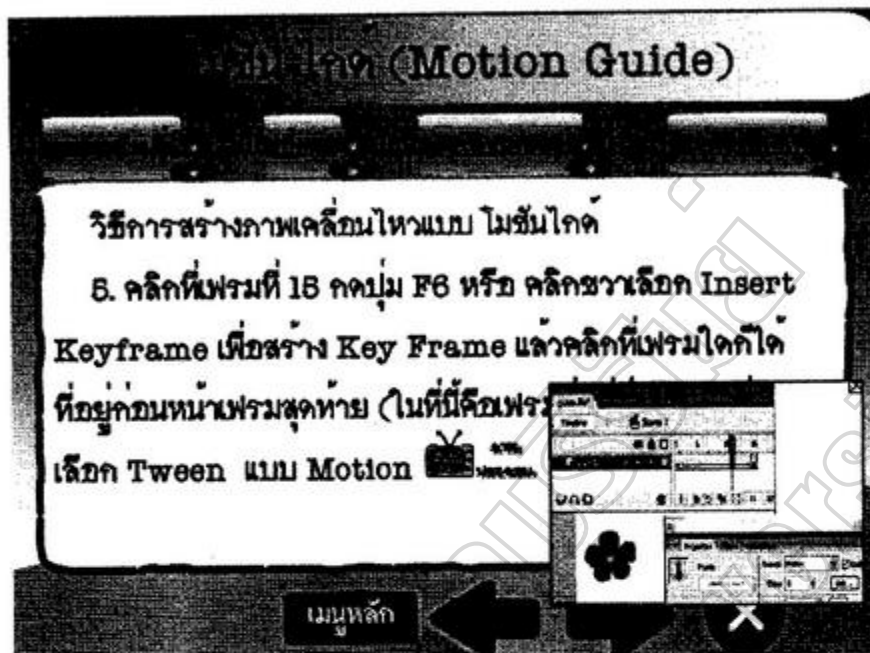 ไกด์ (Motion Guide)
วิธีการสร้างภาพเคลื่อนไหวแบบ โมชันไกด์
5. คลิกที่เฟรมที่ 15 กดปุ่ม F6 หรือ คลิกขวาเลือก Insert
Keyframe เพื่อสร้าง Key Frame แล้วคลิกที่เฟรมใดก็ได้
ที่อยู่ก่อนหน้าเฟรมสุดท้าย (ในที่นี้คือเฟรม
เลือก Tween แบบ Motion
เมนูหลัก